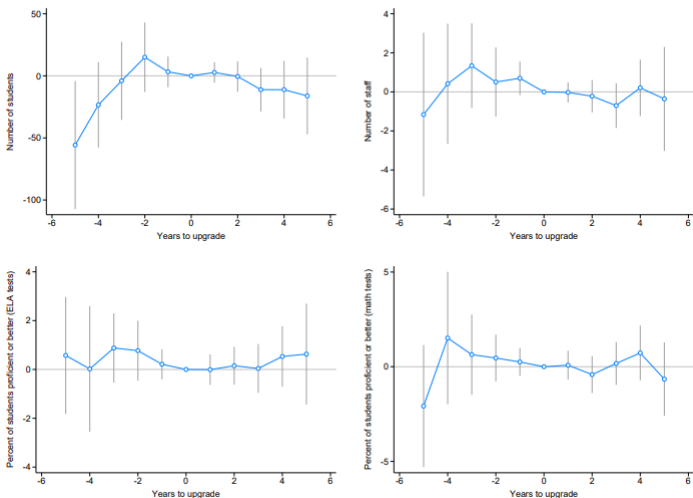 Number of students
50
0
-50
-100
-6 -4 -2 0 2 4 6
Years to upgrade
Number of staff
4
2
0
-2
-4
-6
-6 -4 -2 0 2 4 6
Years to upgrade
Percent of students proficient or better (ELA tests)
4
2
0
-2
-4
-6 -4 -2 0 2 4 6
Years to upgrade
Percent of students proficient or better (math tests)
5
0
-5
-6 -4 -2 0 2 4 6
Years to upgrade